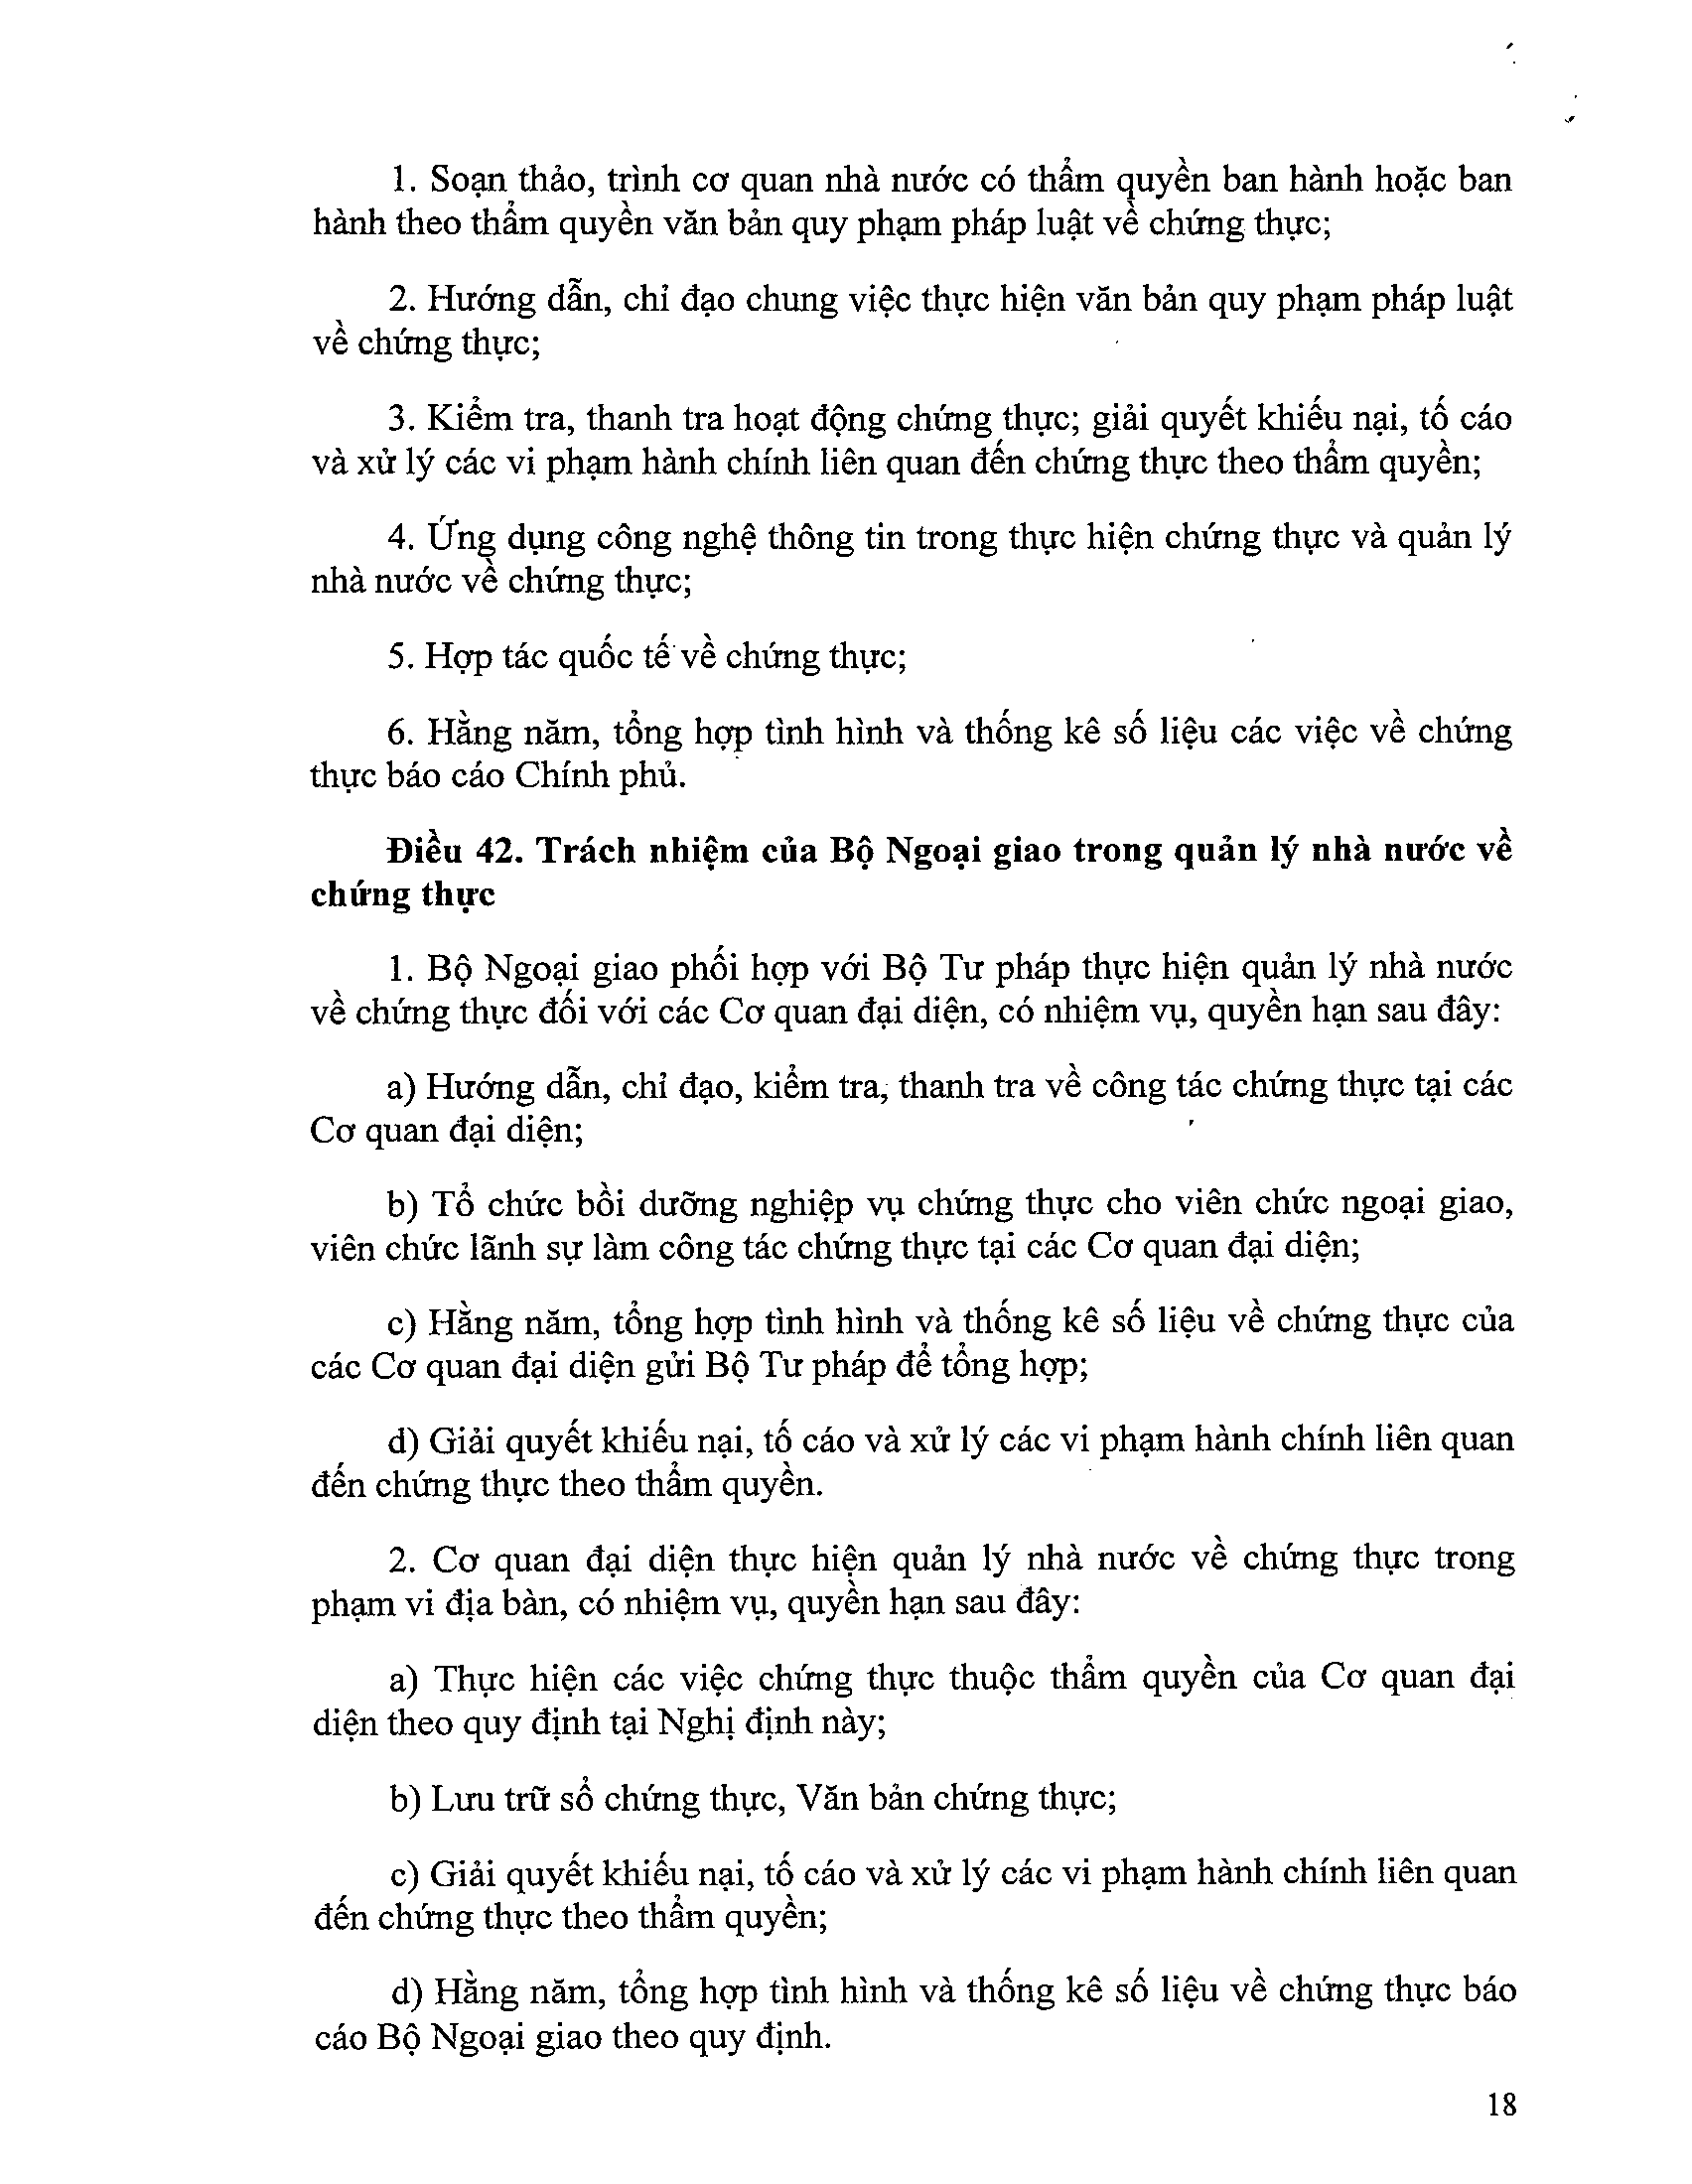 1. Soạn thảo, trình cơ quan nhà nước có thẩm quyền ban hành hoặc ban
hành theo thẩm quyền văn bản quy phạm pháp luật về chứng thực;
2. Hướng dẫn, chỉ đạo chung việc thực hiện văn bản quy phạm pháp luật
về chứng thực;
3. Kiểm tra, thanh tra hoạt động chứng thực; giải quyết khiếu nại, tố cáo
và xử lý các vi phạm hành chính liên quan đến chứng thực theo thẩm quyền;
4. Ứng dụng công nghệ thông tin trong thực hiện chứng thực và quản lý
nhà nước về chứng thực;
5. Hợp tác quốc tế về chứng thực;
6. Hằng năm, tổng hợp tình hình và thống kê số liệu các việc về chứng
thực báo cáo Chính phủ.
Điều 42. Trách nhiệm của Bộ Ngoại giao trong quản lý nhà nước về
chứng thực
1. Bộ Ngoại giao phối hợp với Bộ Tư pháp thực hiện quản lý nhà nước
về chứng thực đối với các Cơ quan đại diện, có nhiệm vụ, quyền hạn sau đây:
a) Hướng dẫn, chỉ đạo, kiểm tra, thanh tra về công tác chứng thực tại các
Cơ quan đại diện;
b) Tổ chức bồi dưỡng nghiệp vụ chứng thực cho viên chức ngoại giao,
viên chức lãnh sự làm công tác chứng thực tại các Cơ quan đại diện;
c) Hằng năm, tổng hợp tình hình và thống kê số liệu về chứng thực của
các Cơ quan đại diện gửi Bộ Tư pháp để tổng hợp;
d) Giải quyết khiếu nại, tố cáo và xử lý các vi phạm hành chính liên quan
đến chứng thực theo thẩm quyền.
2. Cơ quan đại diện thực hiện quản lý nhà nước về chứng thực trong
phạm vi địa bàn, có nhiệm vụ, quyền hạn sau đây:
a) Thực hiện các việc chứng thực thuộc thẩm quyền của Cơ quan đại
diện theo quy định tại Nghị định này;
b) Lưu trữ sổ chứng thực, Văn bản chứng thực;
c) Giải quyết khiếu nại, tố cáo và xử lý các vi phạm hành chính liên quan
đến chứng thực theo thẩm quyền;
d) Hằng năm, tổng hợp tình hình và thống kê số liệu về chứng thực báo
cáo Bộ Ngoại giao theo quy định.
18